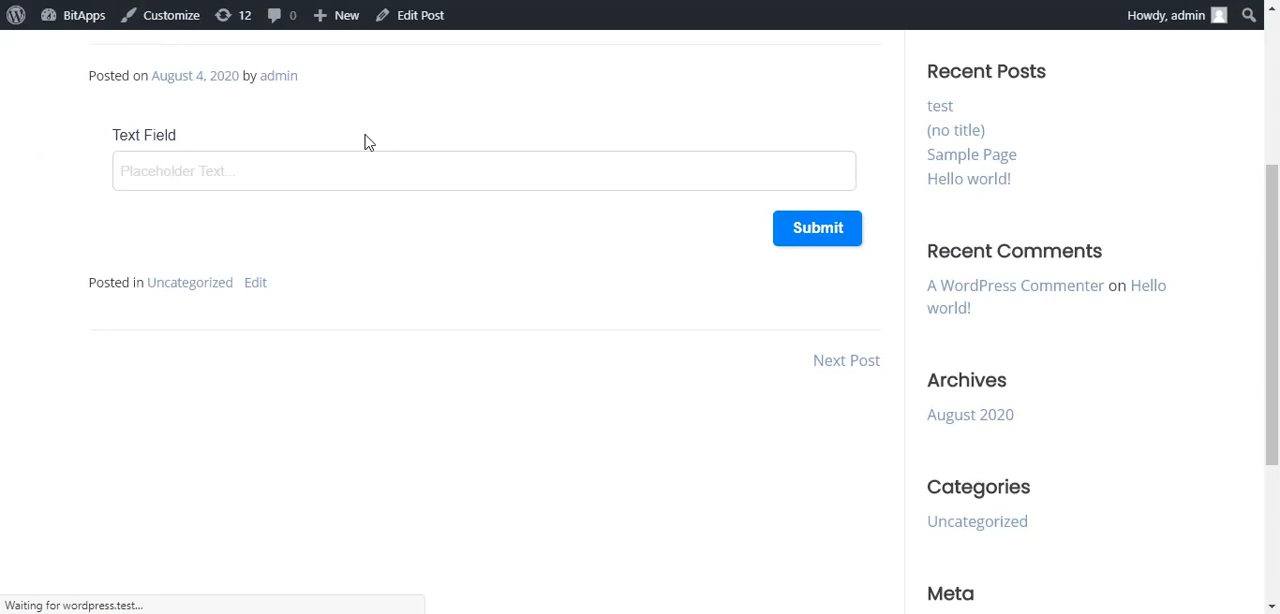 BitApps Customize 12 0 New Edit Post Howdy, admin
Posted on August 4, 2020 by admin
Text Field
Placeholder Text...
Submit
Posted in Uncategorized Edit
Next Post
Recent Posts
test
(no title)
Sample Page
Hello world!
Recent Comments
A WordPress Commenter on Hello
world!
Archives
August 2020
Categories
Uncategorized
Meta
Waiting for wordpress.test...